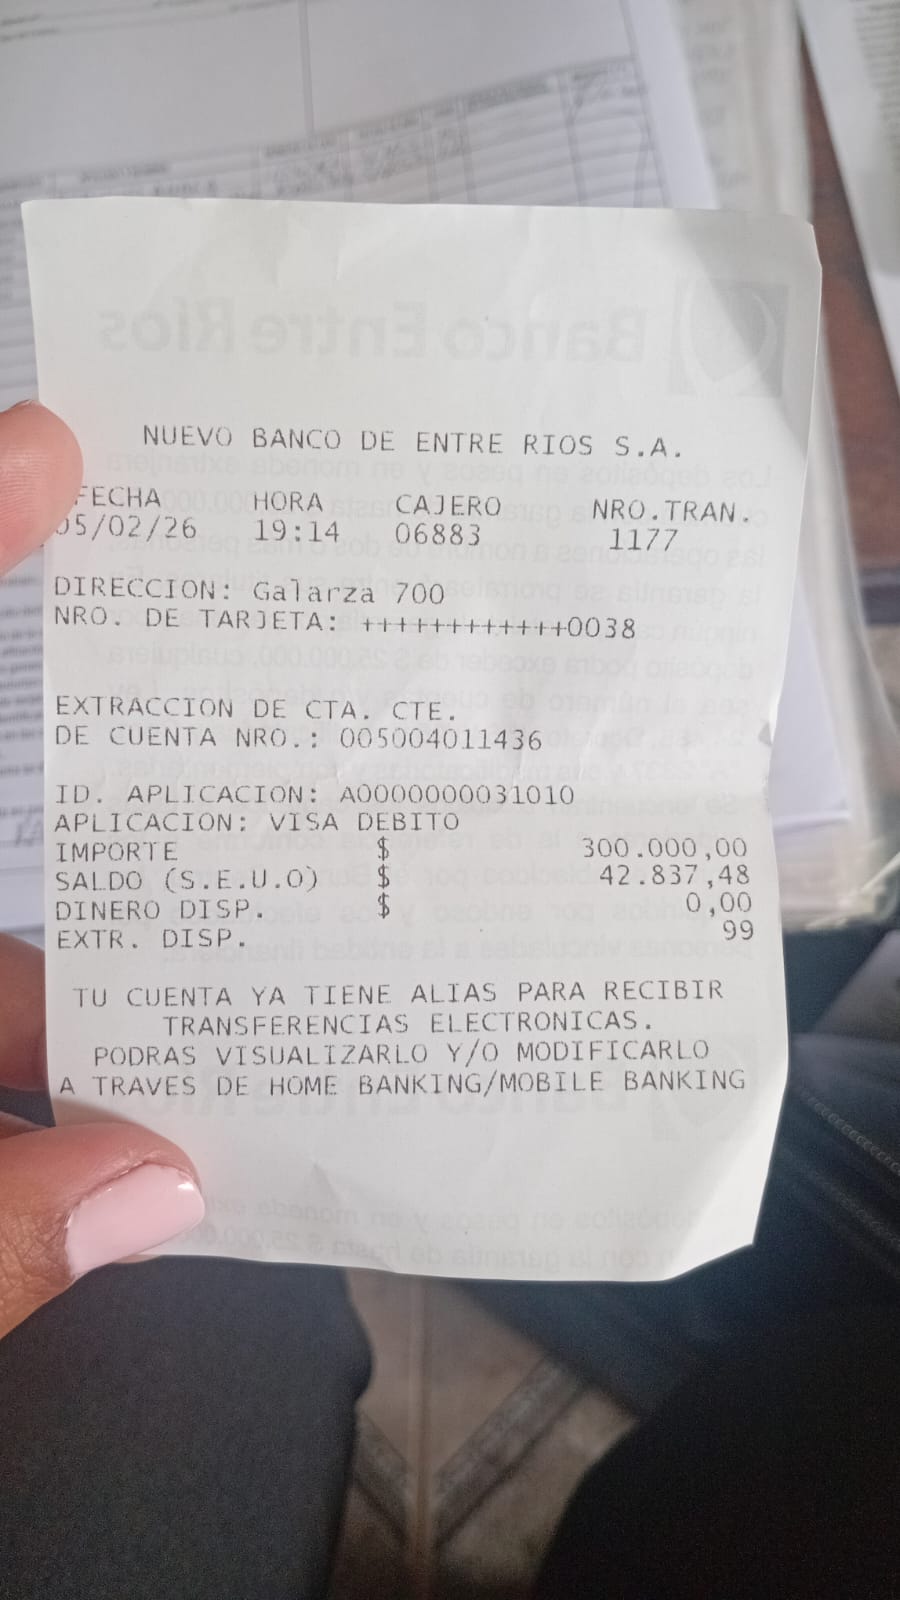 NUEVO BANCO DE ENTRE RIOS S.A.
FECHA HORA CAJERO NRO.TRAN.
05/02/26 19:14 06883 1177
DIRECCION: Galarza 700
NRO. DE TARJETA: ++++++++++++0038
EXTRACCION DE CTA. CTE.
DE CUENTA NRO.: 005004011436
ID. APLICACION: A0000000031010
APLICACION: VISA DEBITO
IMPORTE $ 300.000,00
SALDO (S.E.U.O) $ 42.837,48
DINERO DISP. $ 0,00
EXTR. DISP. 99
TU CUENTA YA TIENE ALIAS PARA RECIBIR
TRANSFERENCIAS ELECTRONICAS.
PODRAS VISUALIZARLO Y/O MODIFICARLO
A TRAVES DE HOME BANKING/MOBILE BANKING